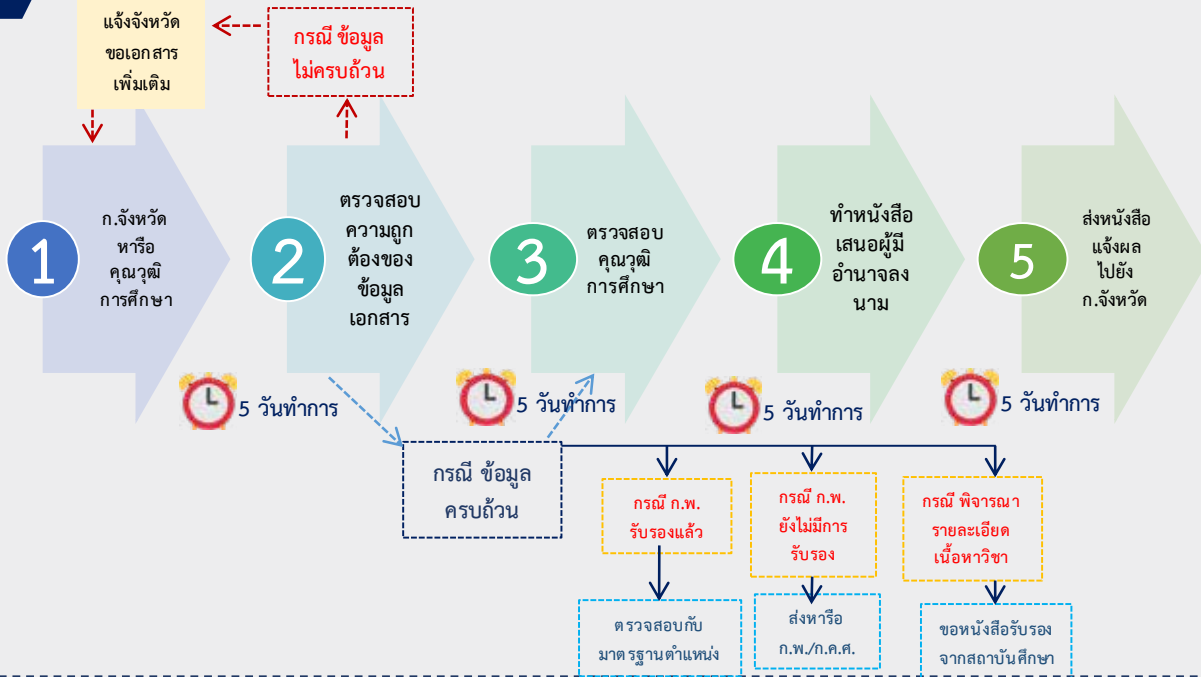 แจ้งจังหวัด
ขอเอกสาร
เพิ่มเติม
กรณี ข้อมูล
ไม่ครบถ้วน
1
ก.จังหวัด
หารือ
คุณวุฒิ
การศึกษา
2
ตรวจสอบ
ความถูก
ต้องของ
ข้อมูล
เอกสาร
3
ตรวจสอบ
คุณวุฒิ
การศึกษา
4
ทำหนังสือ
เสนอผู้มี
อำนาจลง
นาม
5
ส่งหนังสือ
แจ้งผล
ไปยัง
ก.จังหวัด
5 วันทำการ
5 วันทำการ
5 วันทำการ
5 วันทำการ
กรณี ข้อมูล
ครบถ้วน
กรณี ก.พ.
รับรองแล้ว
กรณี ก.พ.
ยังไม่มีการ
รับรอง
กรณี พิจารณา
รายละเอียด
เนื้อหาวิชา
ตรวจสอบกับ
มาตรฐานตำแหน่ง
ส่งหารือ
ก.พ./ก.ค.ศ.
ขอหนังสือรับรอง
จากสถาบันศึกษา